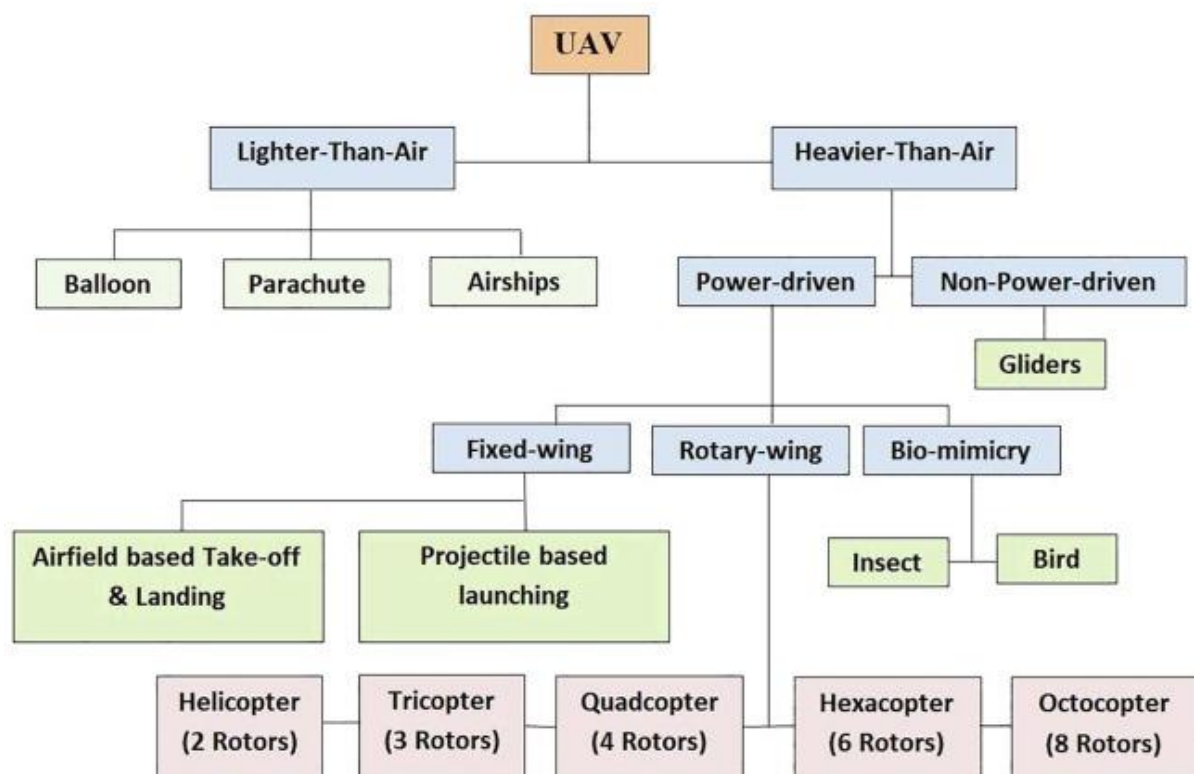 UAV
Lighter-Than-Air
Heavier-Than-Air
Balloon
Parachute
Airships
Power-driven
Non-Power-driven
Gliders
Fixed-wing
Rotary-wing
Bio-mimicry
Airfield based Take-off
& Landing
Projectile based
launching
Insect
Bird
Helicopter
(2 Rotors)
Tricopter
(3 Rotors)
Quadcopter
(4 Rotors)
Hexacopter
(6 Rotors)
Octocopter
(8 Rotors)